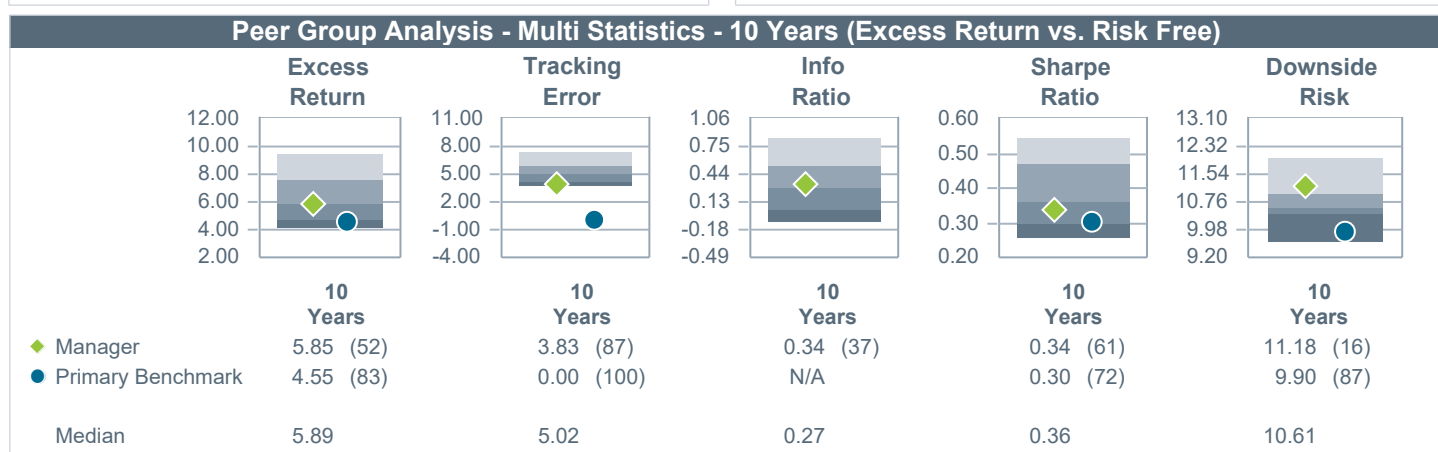 Peer Group Analysis - Multi Statistics - 10 Years (Excess Return vs. Risk Free)
Excess Return
Tracking Error
Info Ratio
Sharpe Ratio
Downside Risk
12.00 11.00 1.06 0.60 13.10
10.00 8.00 0.75 0.50 12.32
8.00 5.00 0.44 0.40 11.54
6.00 2.00 0.13 0.30 10.76
4.00 -1.00 -0.18 0.20 9.98
2.00 -4.00 -0.49 9.20
10 10 10 10 10
Years Years Years Years Years
Manager 5.85 (52) 3.83 (87) 0.34 (37) 0.34 (61) 11.18 (16)
Primary Benchmark 4.55 (83) 0.00 (100) N/A 0.30 (72) 9.90 (87)
Median 5.89 5.02 0.27 0.36 10.61